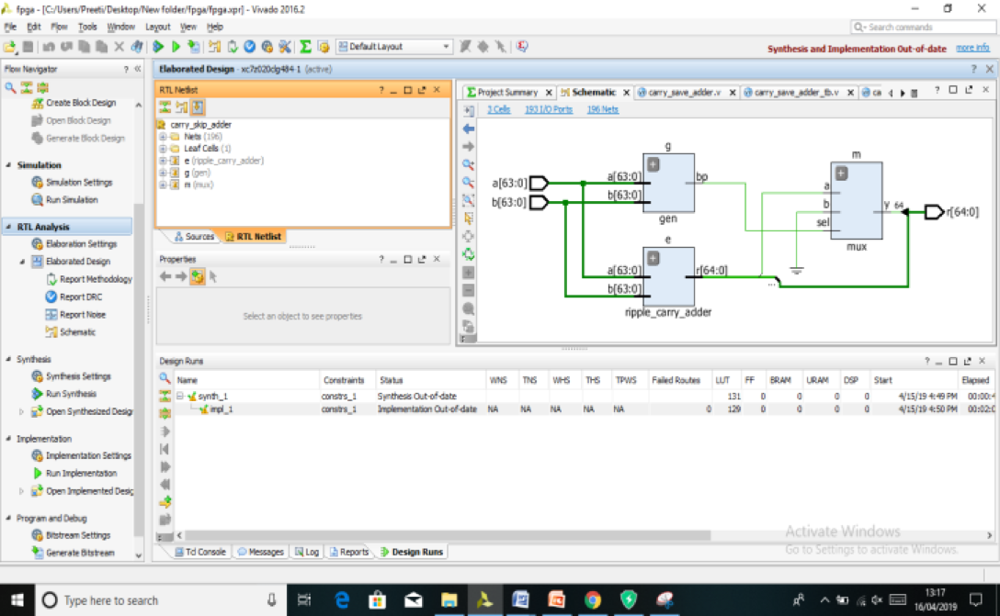 fpga - [C:/Users/Preeti/Desktop/New folder/fpga/fpga.xpr] - Vivado 2016.2
File Edit Flow Tools Window Layout View Help
Search commands
Default Layout
Synthesis and Implementation Out-of-date more info
Flow Navigator
Create Block Design
Open Block Design
Generate Block Design
Simulation
Simulation Settings
Run Simulation
RTL Analysis
Elaboration Settings
Elaborated Design
Report Methodology
Report DRC
Report Noise
Schematic
Synthesis
Synthesis Settings
Run Synthesis
Open Synthesized Desig
Implementation
Implementation Settings
Run Implementation
Open Implemented Desig
Program and Debug
Bitstream Settings
Generate Bitstream
Elaborated Design - xc7z020clg484-1 (active)
RTL Netlist
carry_skip_adder
Nets (196)
Leaf Cells (1)
e (ripple_carry_adder)
g (gen)
m (mux)
Sources RTL Netlist
Properties
Select an object to see properties
Project Summary Schematic carry_save_adder.v carry_save_adder_tb.v ca
3 Cells 193 I/O Ports 196 Nets
g
m
a[63:0] a[63:0] bp
b[63:0] b[63:0]
a
b
sel
y 64 r[64:0]
gen
mux
e
a[63:0] r[64:0]
b[63:0]
...
ripple_carry_adder
Design Runs
Name Constraints Status WNS TNS WHS THS TPWS Failed Routes LUT FF BRAM URAM DSP Start Elapsed
synth_1 constrs_1 Synthesis Out-of-date 131 0 0 0 0 4/15/19 4:49 PM 00:00:4
impl_1 constrs_1 Implementation Out-of-date NA NA NA NA NA 0 129 0 0 0 0 4/15/19 4:50 PM 00:02:0
Activate Windows
Go to Settings to activate Windows.
Tcl Console Messages Log Reports Design Runs
Type here to search
13:17
16/04/2019